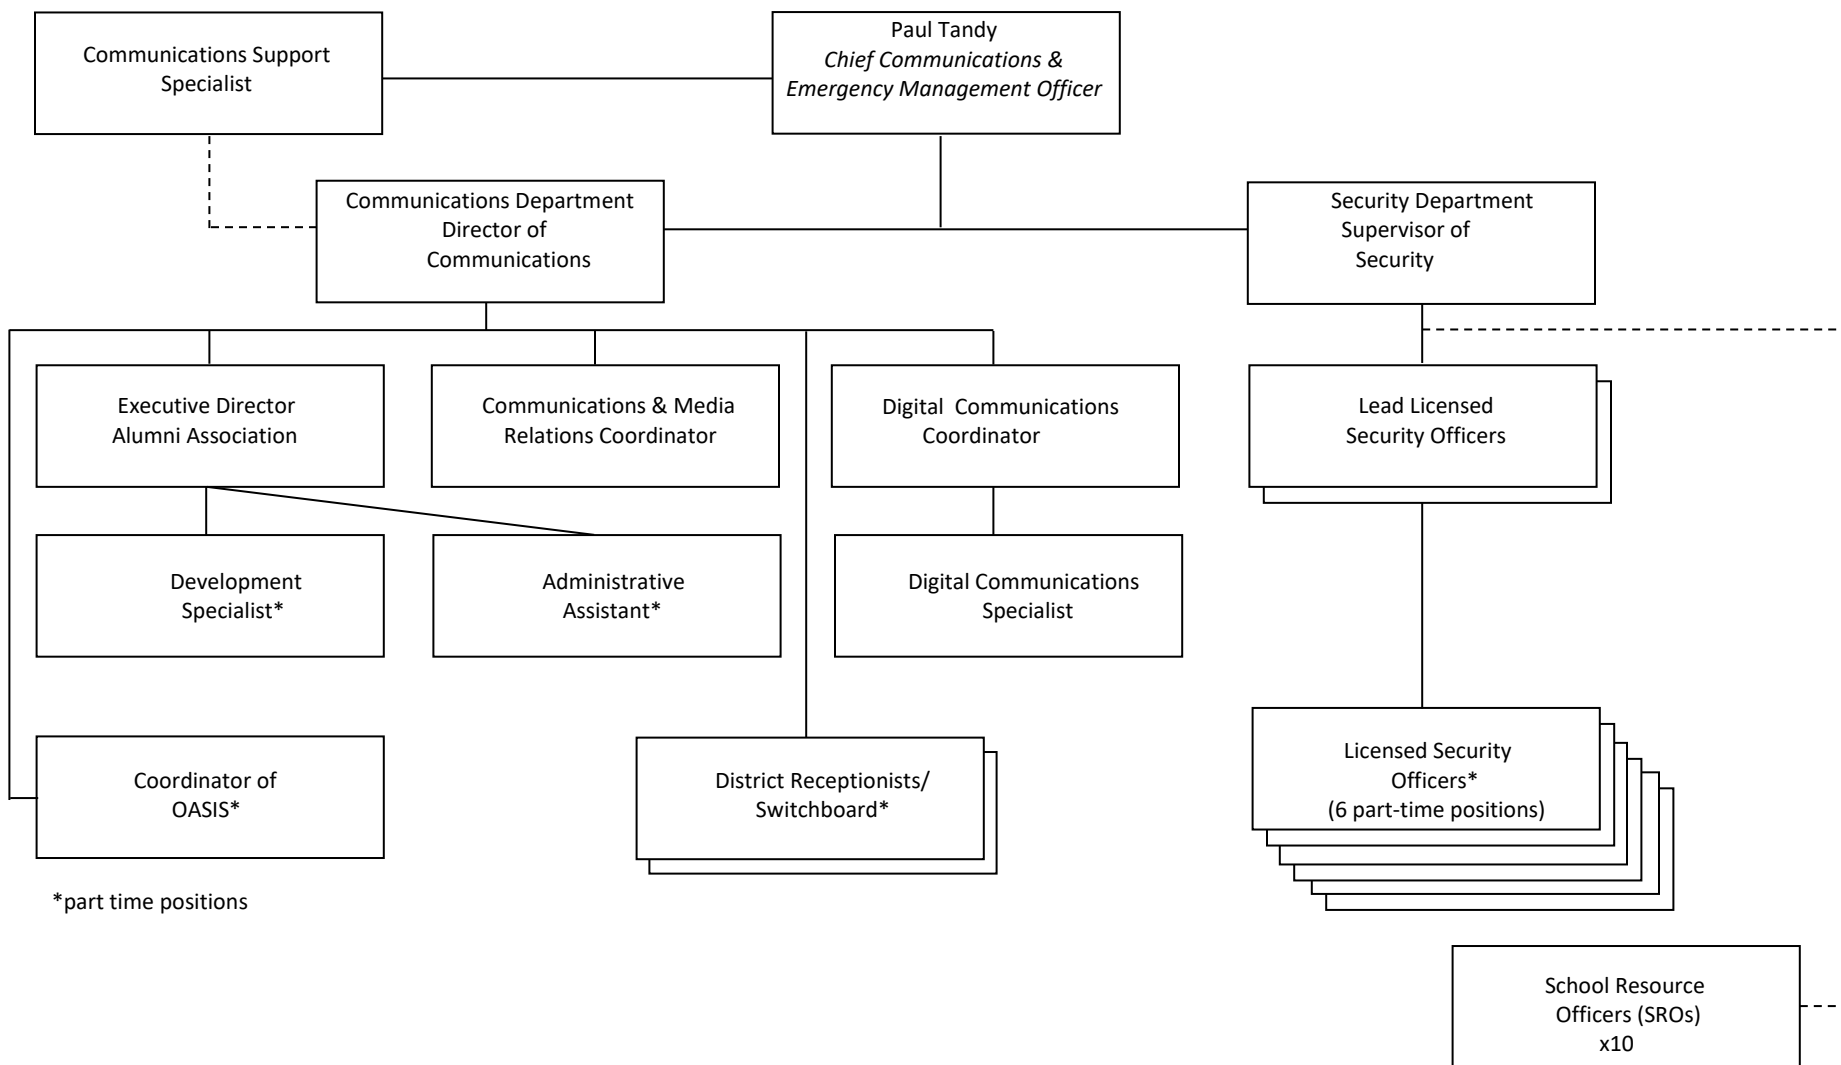 Communications Support
Specialist
Paul Tandy
Chief Communications &
Emergency Management Officer
Communications Department
Director of
Communications
Security Department
Supervisor of
Security
Executive Director
Alumni Association
Communications & Media
Relations Coordinator
Digital  Communications
Coordinator
Lead Licensed
Security Officers
Development
Specialist*
Administrative
Assistant*
Digital Communications
Specialist
Coordinator of
OASIS*
District Receptionists/
Switchboard*
Licensed Security
Officers*
(6 part-time positions)
*part time positions
School Resource
Officers (SROs)
x10